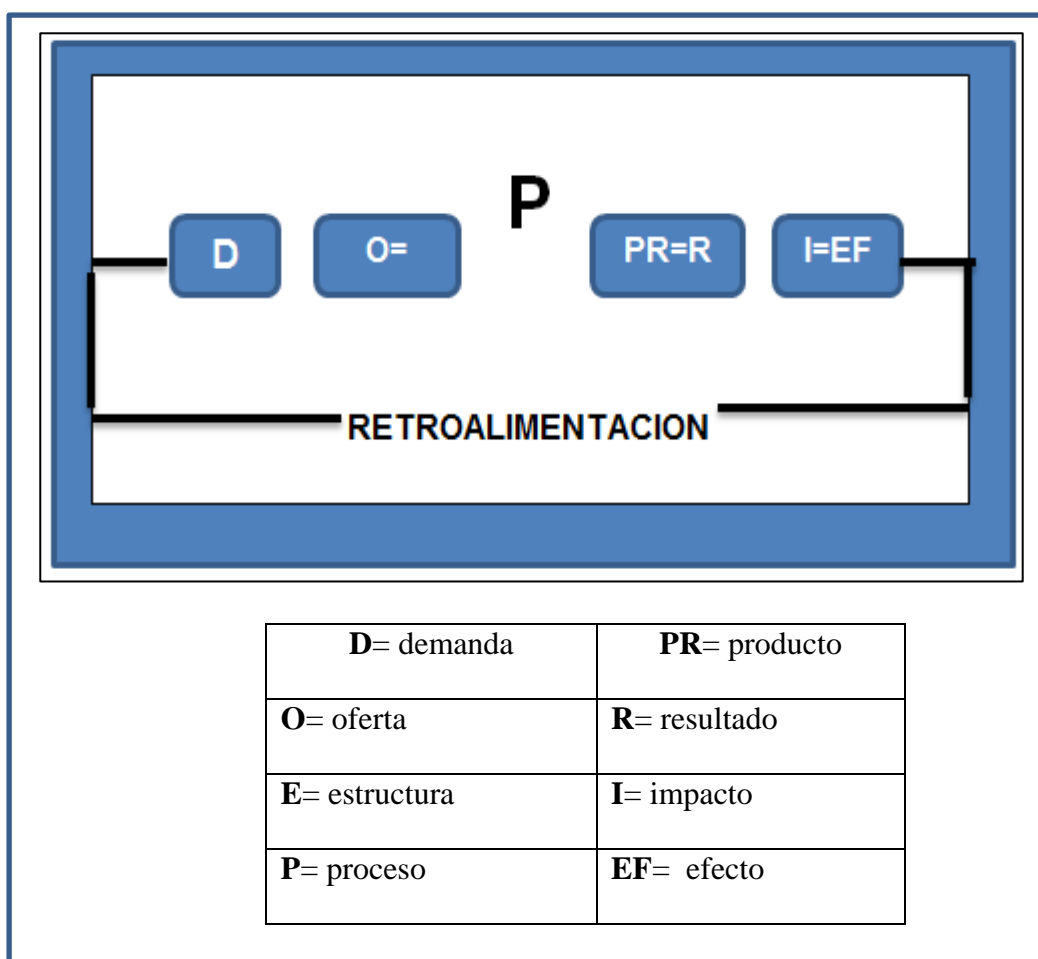 P
D O= PR=R I=EF
RETROALIMENTACION
D= demanda PR= producto
O= oferta R= resultado
E= estructura I= impacto
P= proceso EF= efecto